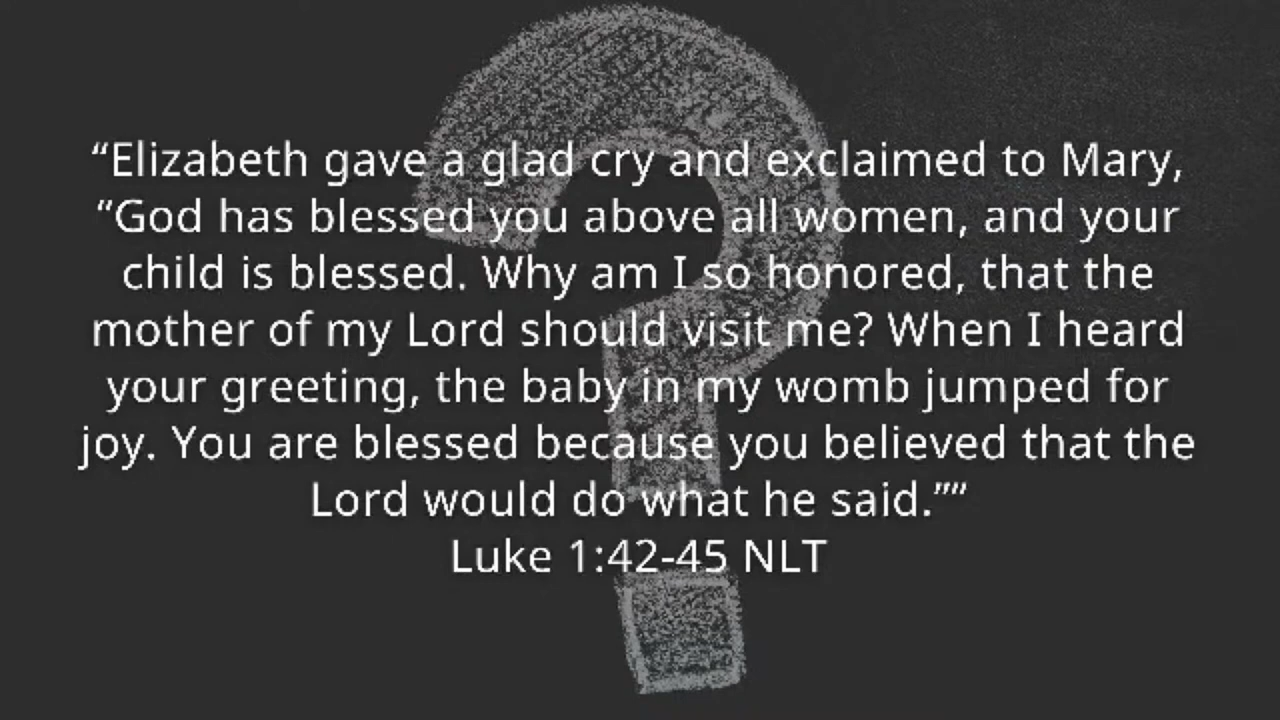 “Elizabeth gave a glad cry and exclaimed to Mary,
“God has blessed you above all women, and your
child is blessed. Why am I so honored, that the
mother of my Lord should visit me? When I heard
your greeting, the baby in my womb jumped for
joy. You are blessed because you believed that the
Lord would do what he said.””
Luke 1:42-45 NLT